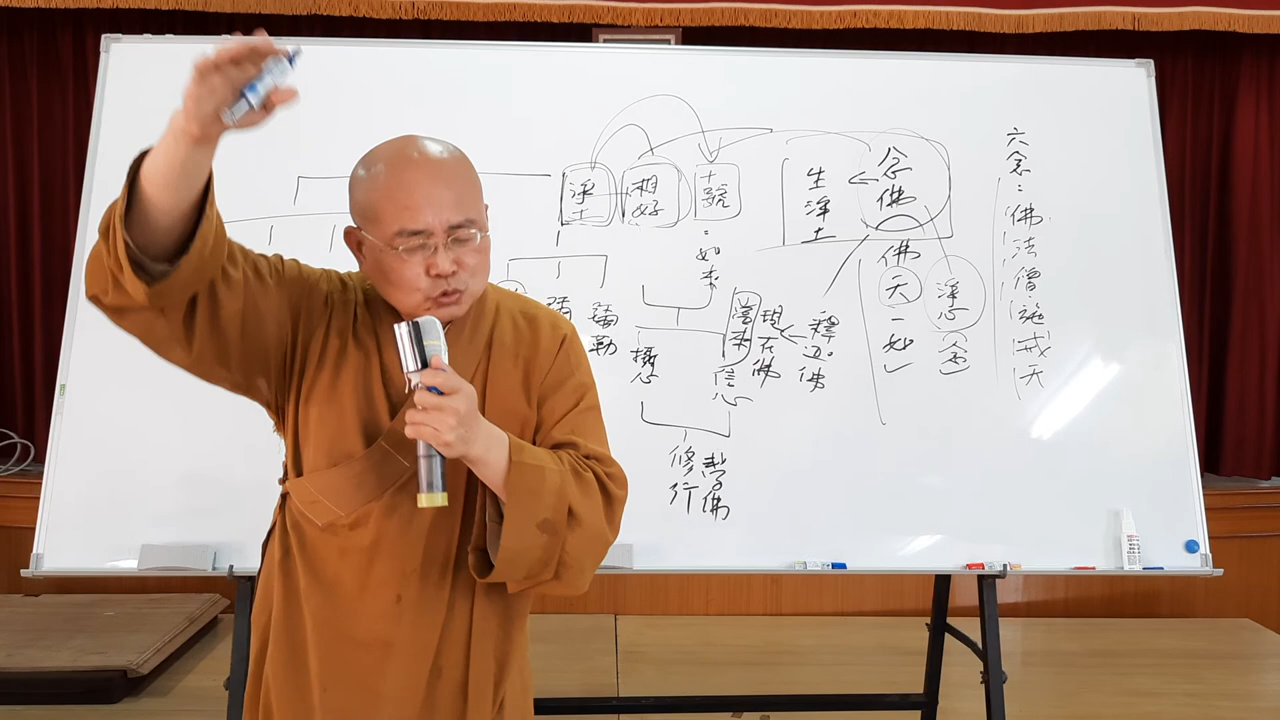 六念：佛法僧施戒天
念佛
佛
天
一如」
淨
(念)
生淨土
十號
：如來
相好
淨土
釋迦佛
現在佛
當來
信心
攝心
彌勒
學佛
修行